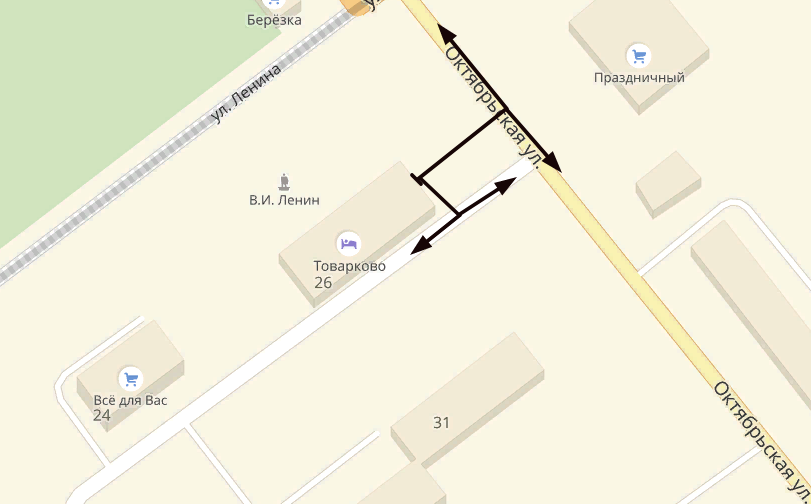 Берёзка
ул. Ленина
Октябрьская ул.
Праздничный
В.И. Ленин
Товарково
26
Всё для Вас
24
31
Октябрьская ул.